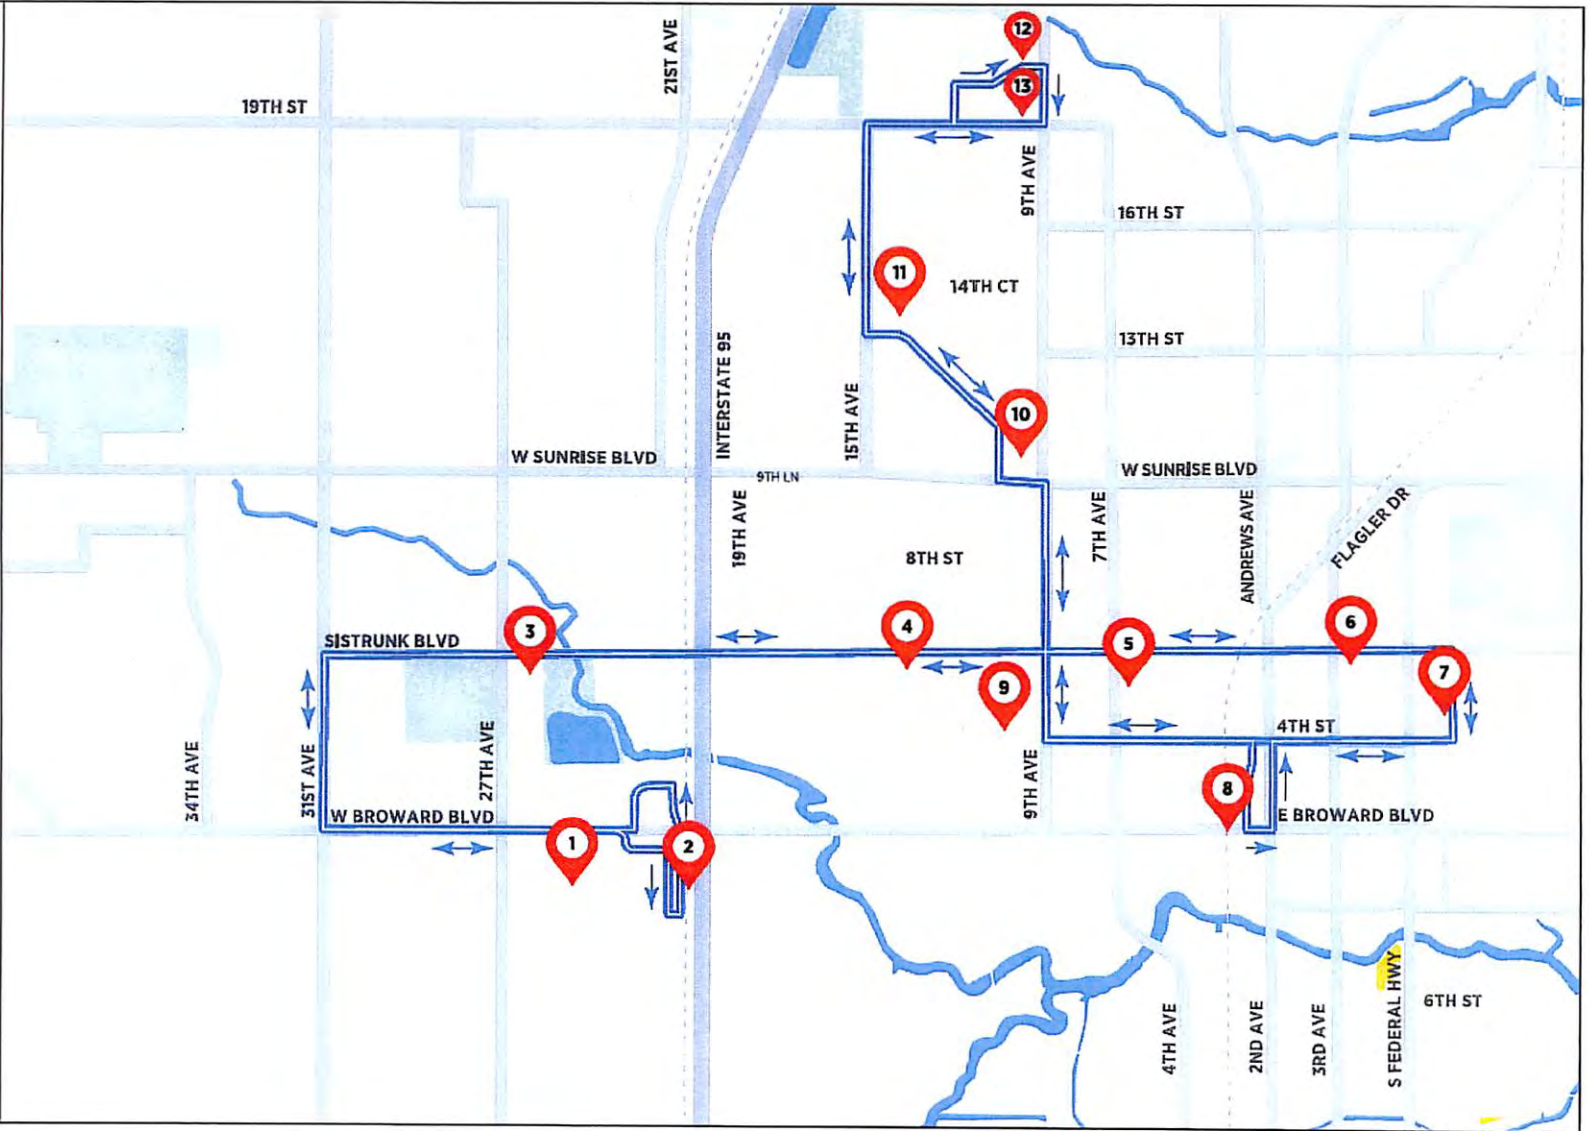 12
21ST AVE
13
19TH ST
9TH AVE
16TH ST
11
14TH CT
13TH ST
INTERSTATE 95
15TH AVE
10
W SUNRISE BLVD
9TH LN
W SUNRISE BLVD
19TH AVE
7TH AVE
ANDREWS AVE
FLAGLER DR
8TH ST
3
4
5
6
SISTRUNK BLVD
9
7
34TH AVE
31ST AVE
27TH AVE
4TH ST
9TH AVE
8
W BROWARD BLVD
E BROWARD BLVD
1
2
4TH AVE
2ND AVE
3RD AVE
S FEDERAL HWY
6TH ST